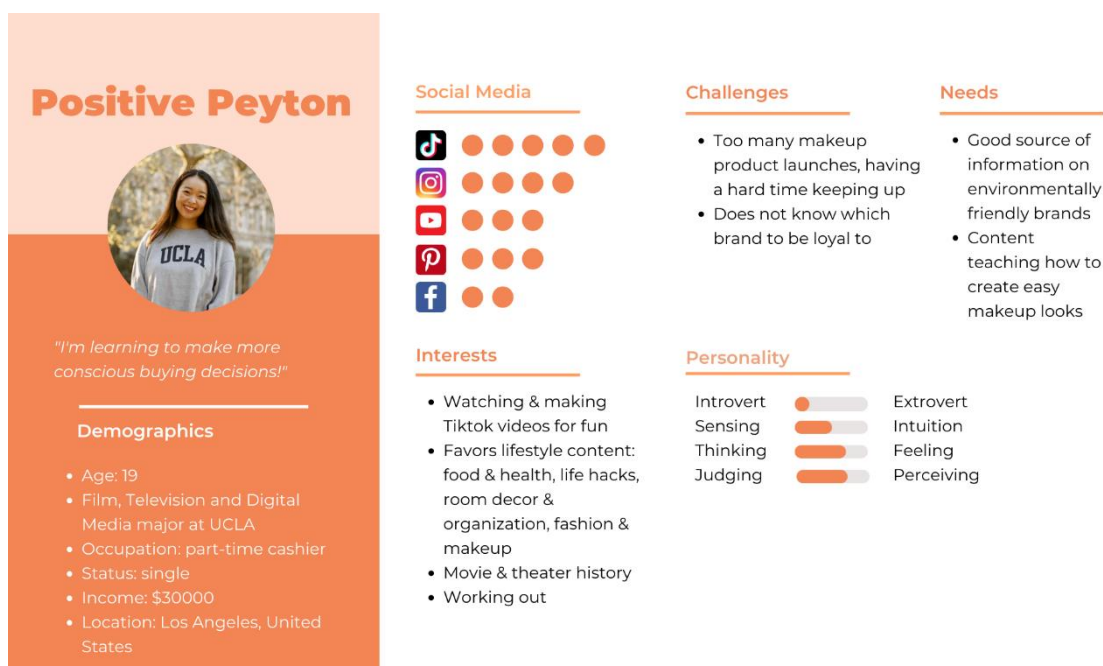 Positive Peyton
UCLA
"I'm learning to make more
conscious buying decisions!"
Demographics
• Age: 19
• Film, Television and Digital
Media major at UCLA
• Occupation: part-time cashier
• Status: single
• Income: $30000
• Location: Los Angeles, United
States
Social Media
Challenges
• Too many makeup
product launches, having
a hard time keeping up
• Does not know which
brand to be loyal to
Needs
• Good source of
information on
environmentally
friendly brands
• Content
teaching how to
create easy
makeup looks
Interests
• Watching & making
Tiktok videos for fun
• Favors lifestyle content:
food & health, life hacks,
room decor &
organization, fashion &
makeup
• Movie & theater history
• Working out
Personality
Introvert Extrovert
Sensing Intuition
Thinking Feeling
Judging Perceiving